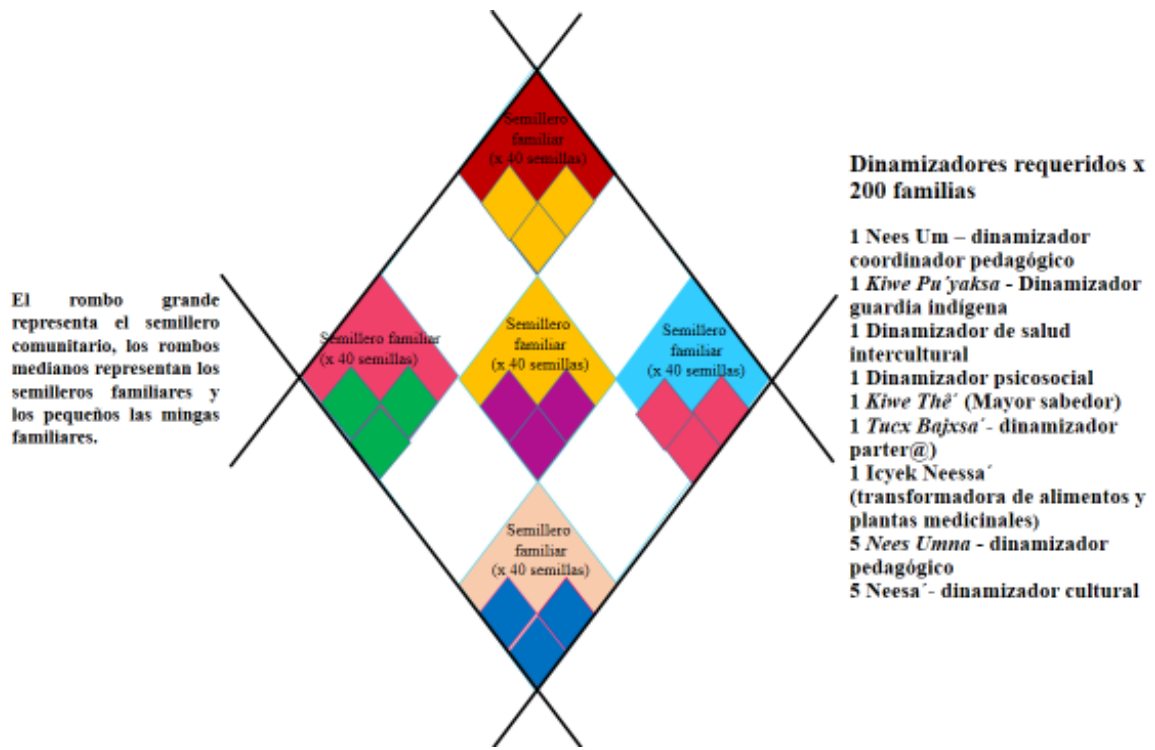 Semillero
familiar
(x 40 semillas)
Dinamizadores requeridos x
200 familias
1 Nees Um – dinamizador
coordinador pedagógico
1 Kiwe Pu´yaksa - Dinamizador
guardia indígena
1 Dinamizador de salud
intercultural
1 Dinamizador psicosocial
1 Kiwe Thê´ (Mayor sabedor)
1 Tucx Bajxsa´- dinamizador
parter@)
1 Icyek Neessa´
(transformadora de alimentos y
plantas medicinales)
5 Nees Umna - dinamizador
pedagógico
5 Neesa´- dinamizador cultural
El rombo grande
representa el semillero
comunitario, los rombos
medianos representan los
semilleros familiares y
los pequeños las mingas
familiares.
Semillero familiar
(x 40 semillas)
Semillero
familiar
(x 40 semillas)
Semillero
familiar
(x 40 semillas)
Semillero
familiar
(x 40 semillas)